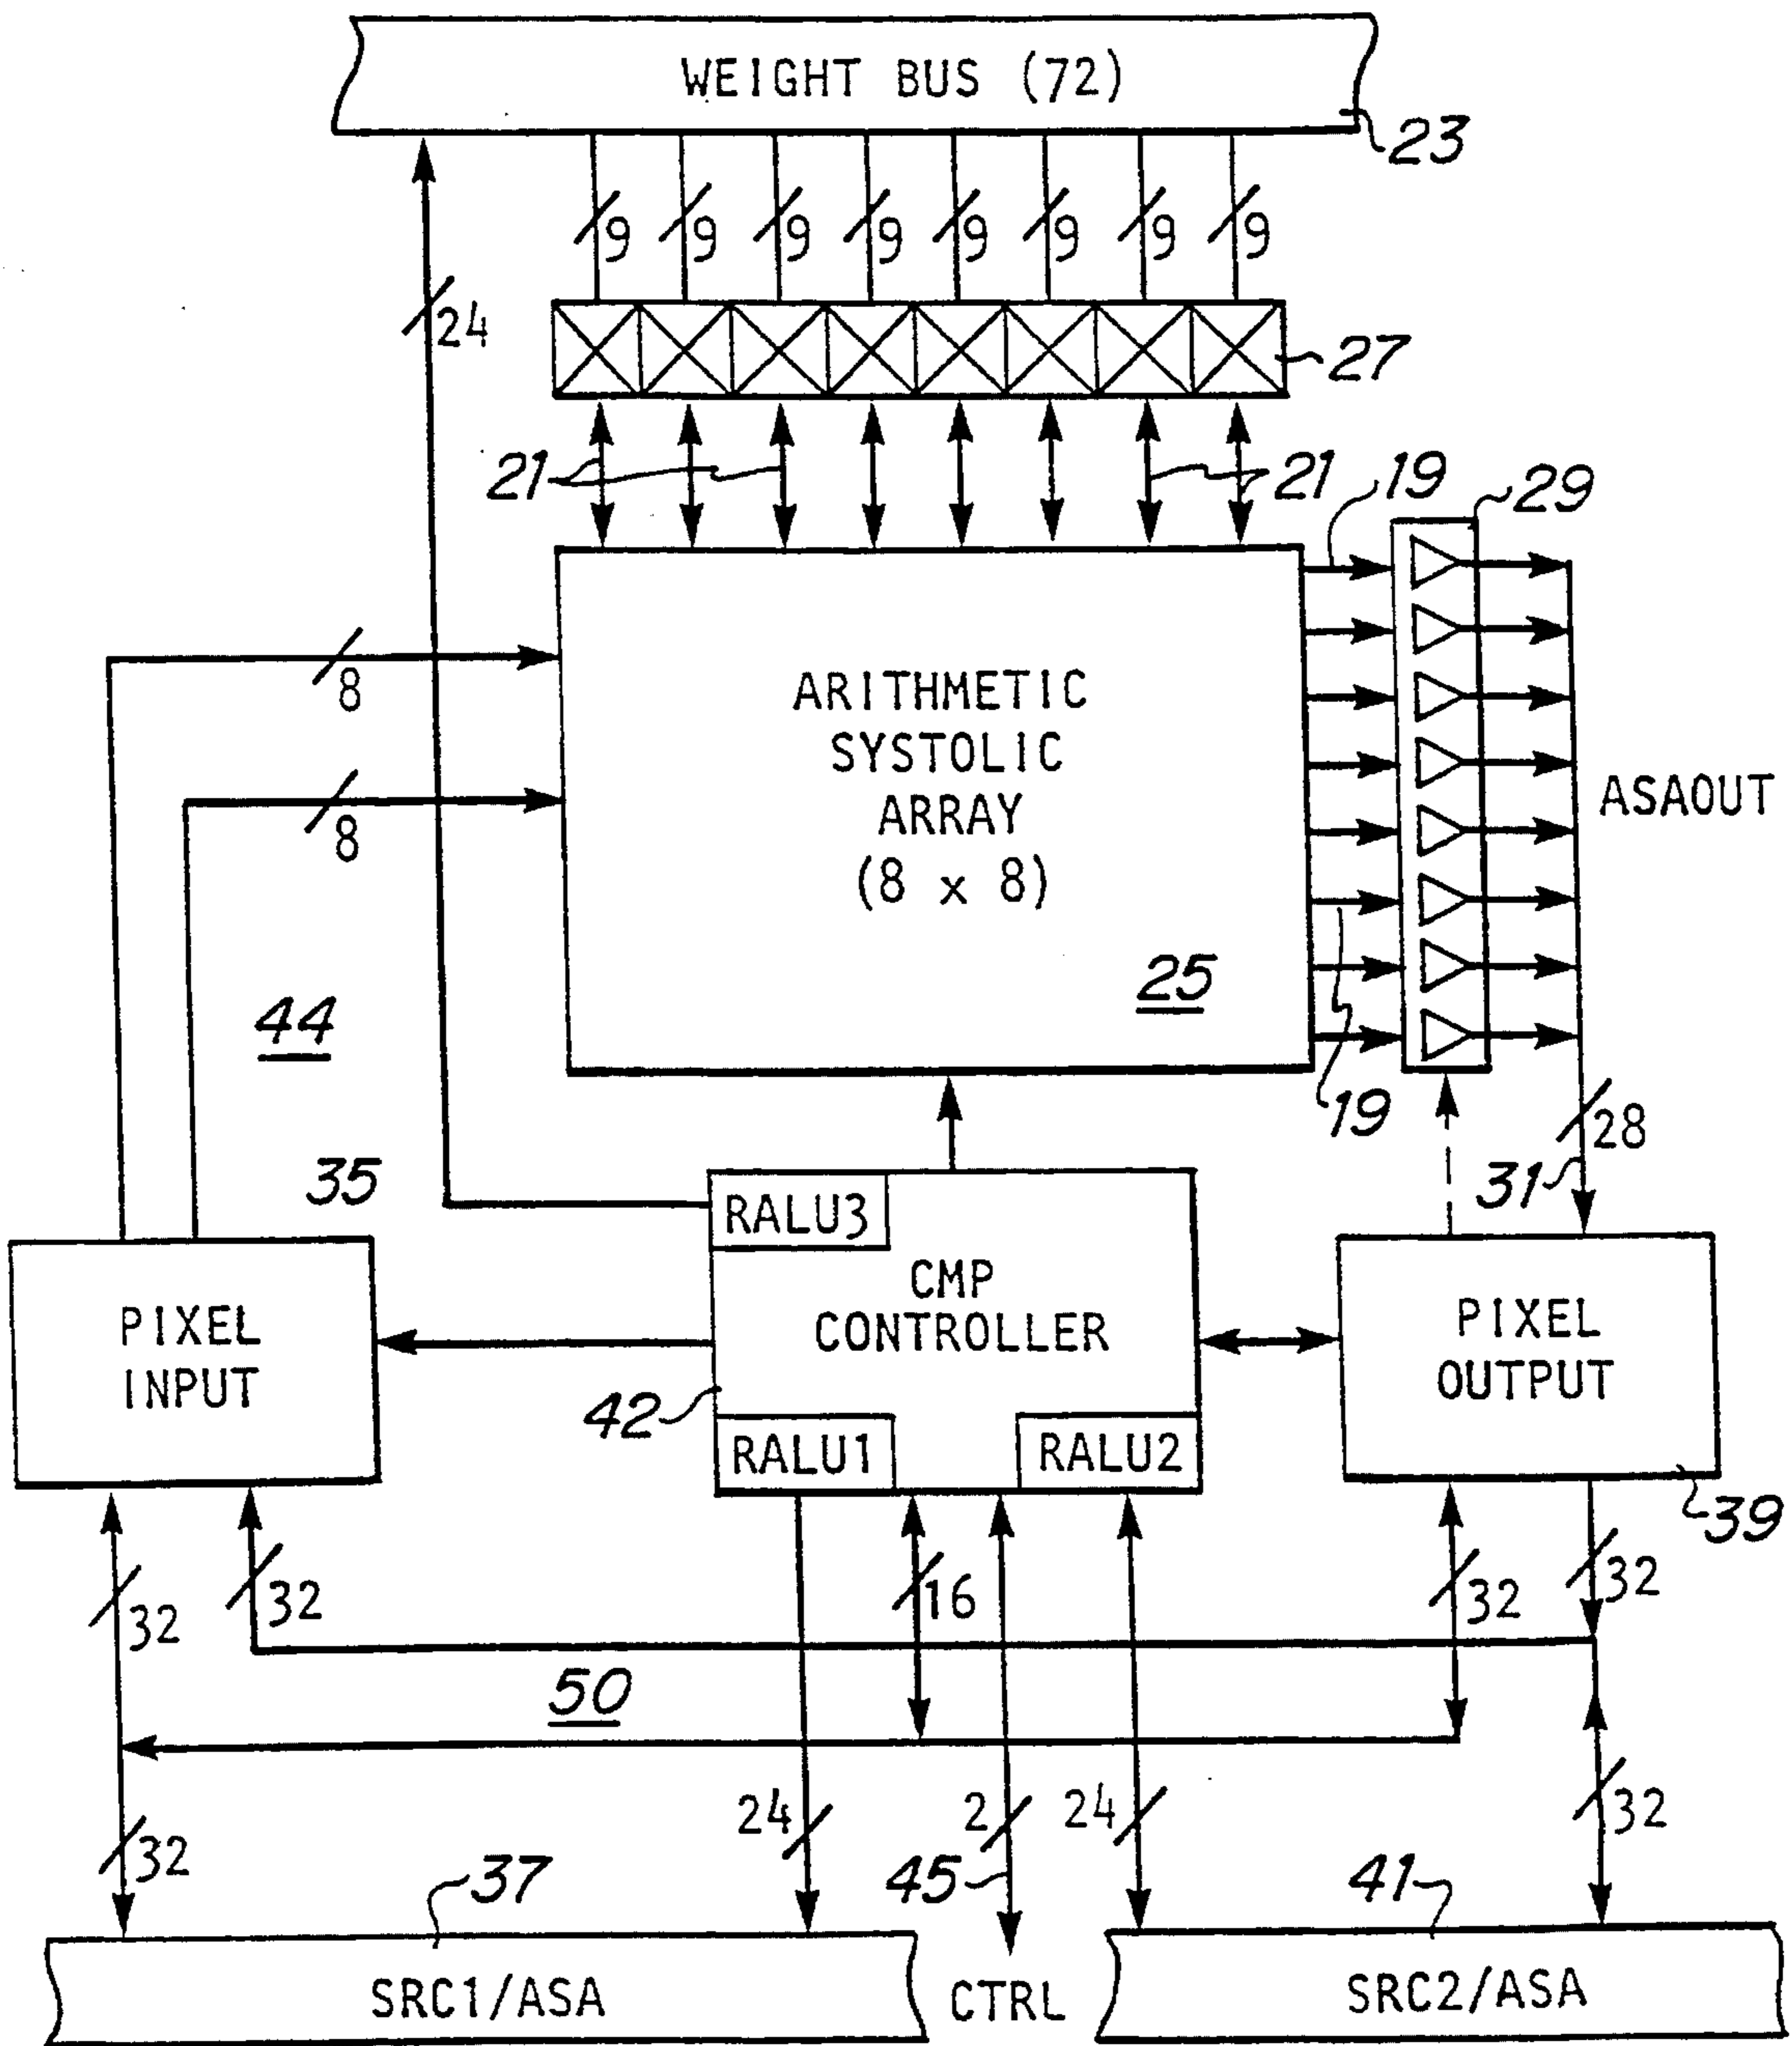 WEIGHT BUS (72)
23
9 9 9 9 9 9 9 9
24
27
21
21
19
29
8
8
ARITHMETIC
SYSTOLIC
ARRAY
(8 x 8)
25
ASAOUT
44
19
28
31
35
RALU3
CMP
CONTROLLER
PIXEL
INPUT
PIXEL
OUTPUT
42
RALU1
RALU2
39
32
32
16
32
32
50
24
2
24
32
32
37
45
41
SRC1/ASA
CTRL
SRC2/ASA